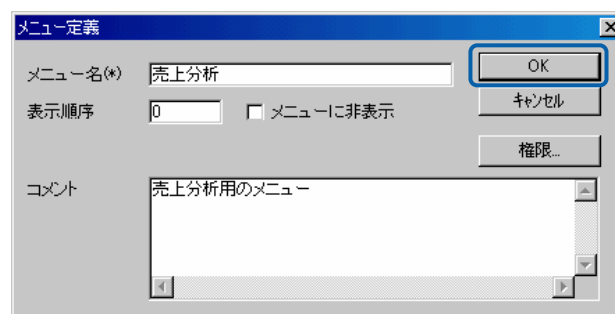 メニュー定義
メニュー名(*) 売上分析 OK
表示順序 0 メニューに非表示 キャンセル
権限...
コメント 売上分析用のメニュー